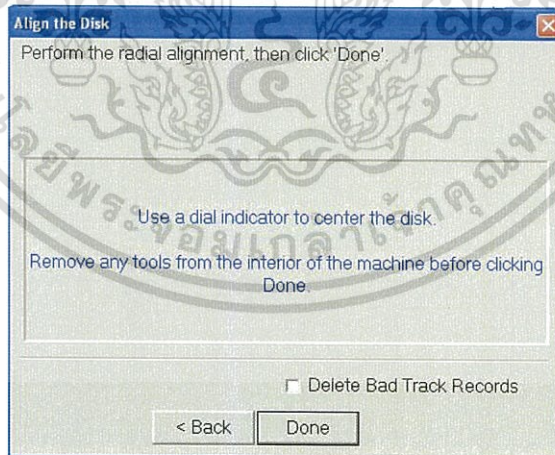 Align the Disk
Perform the radial alignment, then click 'Done'.
Use a dial indicator to center the disk.
Remove any tools from the interior of the machine before clicking
Done.
Delete Bad Track Records
< Back
Done